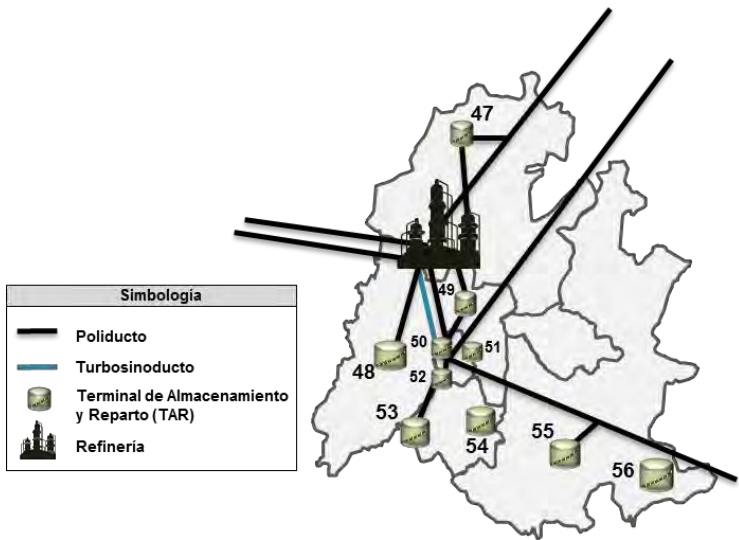 47
49
50
51
48
52
53
54
55
56
Simbología
Poliducto
Turbosinoducto
Terminal de Almacenamiento
y Reparto (TAR)
Refinería